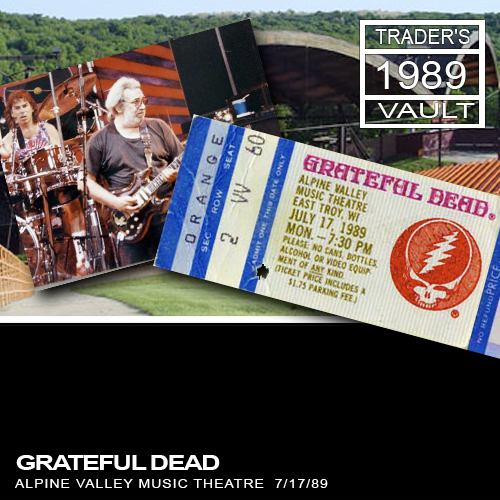 TRADER'S
1989
VAULT
ORANGE
SEC ROW SEAT
2 VV 60
ADMIT ONE THIS DATE ONLY
GRATEFUL DEAD®
ALPINE VALLEY
MUSIC THEATRE
EAST TROY, WI
JULY 17, 1989
MON. - 7:30 PM
PLEASE: NO CANS, BOTTLES,
ALCOHOL OR VIDEO EQUIP-
MENT OF ANY KIND.
(TICKET PRICE INCLUDES A
$1.75 PARKING FEE.)
®
NO REFUND
PRICE
GRATEFUL DEAD
ALPINE VALLEY MUSIC THEATRE 7/17/89